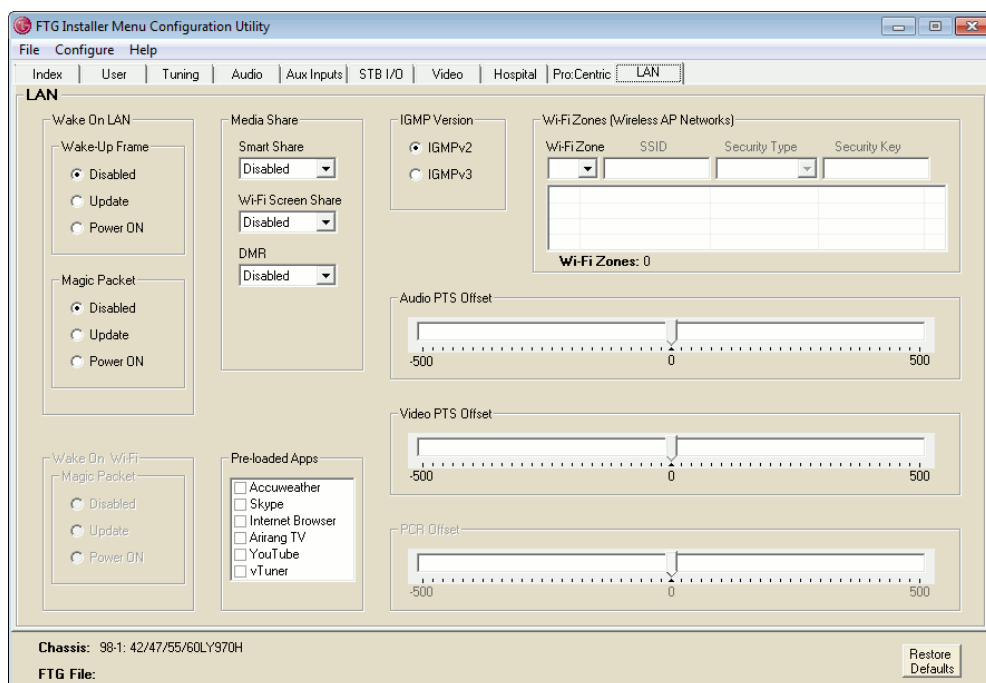 FTG Installer Menu Configuration Utility
File Configure Help
Index User Tuning Audio Aux Inputs STB I/O Video Hospital Pro:Centric LAN
LAN
Wake On LAN
Wake-Up Frame
Disabled
Update
Power ON
Magic Packet
Disabled
Update
Power ON
Media Share
Smart Share
Disabled
Wi-Fi Screen Share
Disabled
DMR
Disabled
IGMP Version
IGMPv2
IGMPv3
Wi-Fi Zones (Wireless AP Networks)
Wi-Fi Zone SSID Security Type Security Key
Wi-Fi Zones: 0
Audio PTS Offset
-500 0 500
Video PTS Offset
-500 0 500
Wake On Wi-Fi
Magic Packet
Disabled
Update
Power ON
Pre-loaded Apps
Accuweather
Skype
Internet Browser
Arirang TV
YouTube
vTuner
PCR Offset
-500 0 500
Chassis: 98-1: 42/47/55/60LY970H
FTG File:
Restore
Defaults